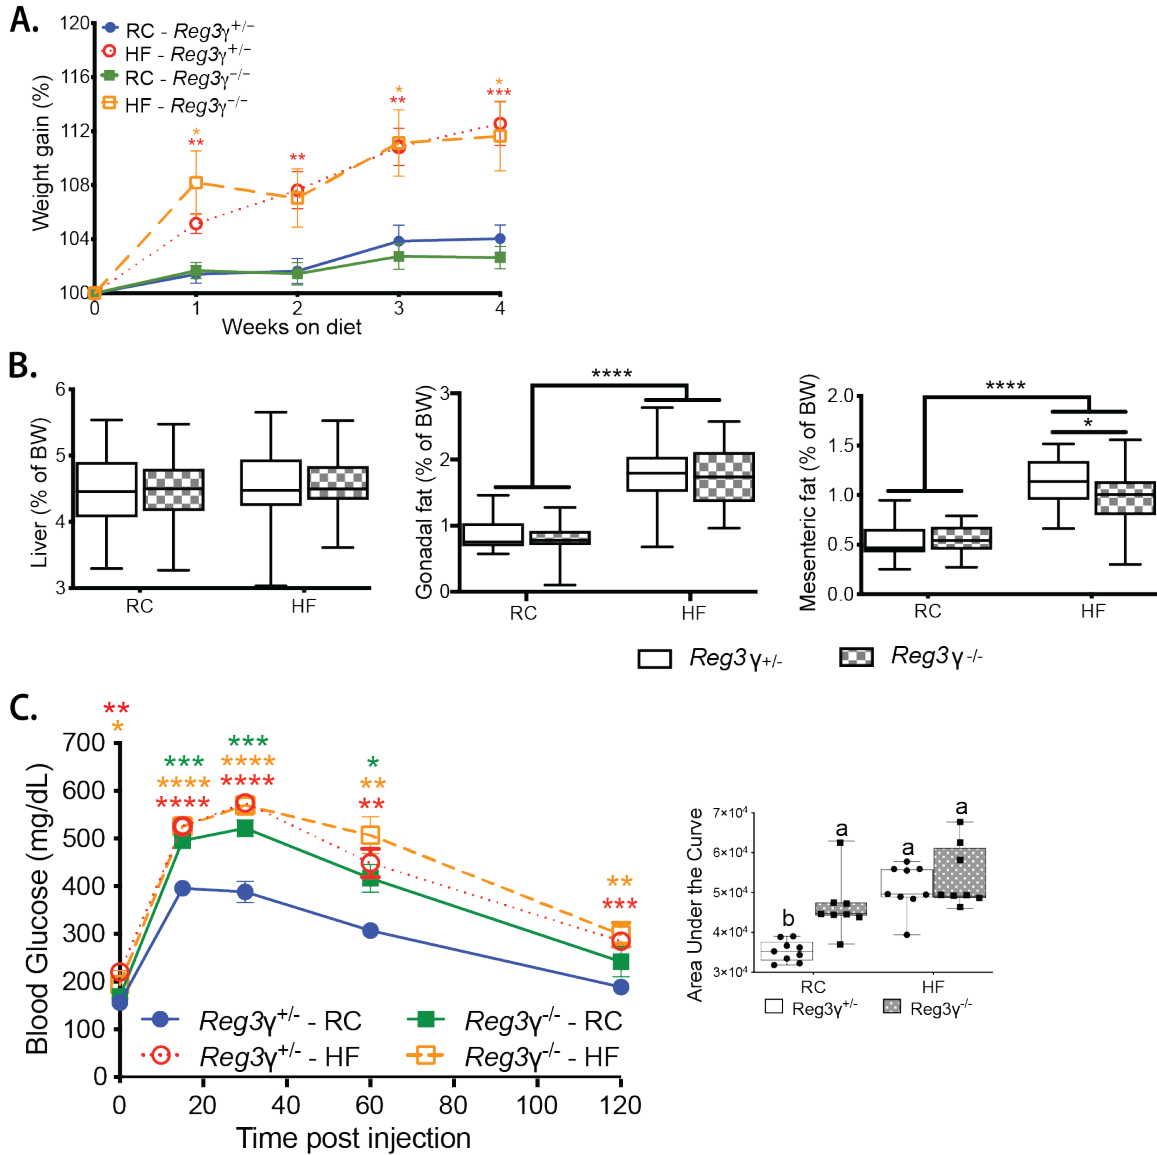 A.
120
116
112
108
104
100
Weight gain (%)
RC - Reg3γ+/−
HF - Reg3γ+/−
RC - Reg3γ−/−
HF - Reg3γ−/−
*
**
**
*
**
*
***
0 1 2 3 4
Weeks on diet
B.
6
5
4
3
Liver (% of BW)
RC HF
3
2
1
0
Gonadal fat (% of BW)
****
RC HF
2.0
1.5
1.0
0.5
0.0
Mesenteric fat (% of BW)
****
*
RC HF
Reg3γ+/- Reg3γ-/-
C.
**
*
700
600
500
400
300
200
100
0
Blood Glucose (mg/dL)
***
****
****
***
****
****
*
**
**
**
***
Reg3γ+/- - RC Reg3γ-/- - RC
Reg3γ+/- - HF Reg3γ-/- - HF
0 20 40 60 80 100 120
Time post injection
7×10⁴
6×10⁴
5×10⁴
4×10⁴
3×10⁴
Area Under the Curve
b a a a
RC HF
Reg3γ+/- Reg3γ-/-